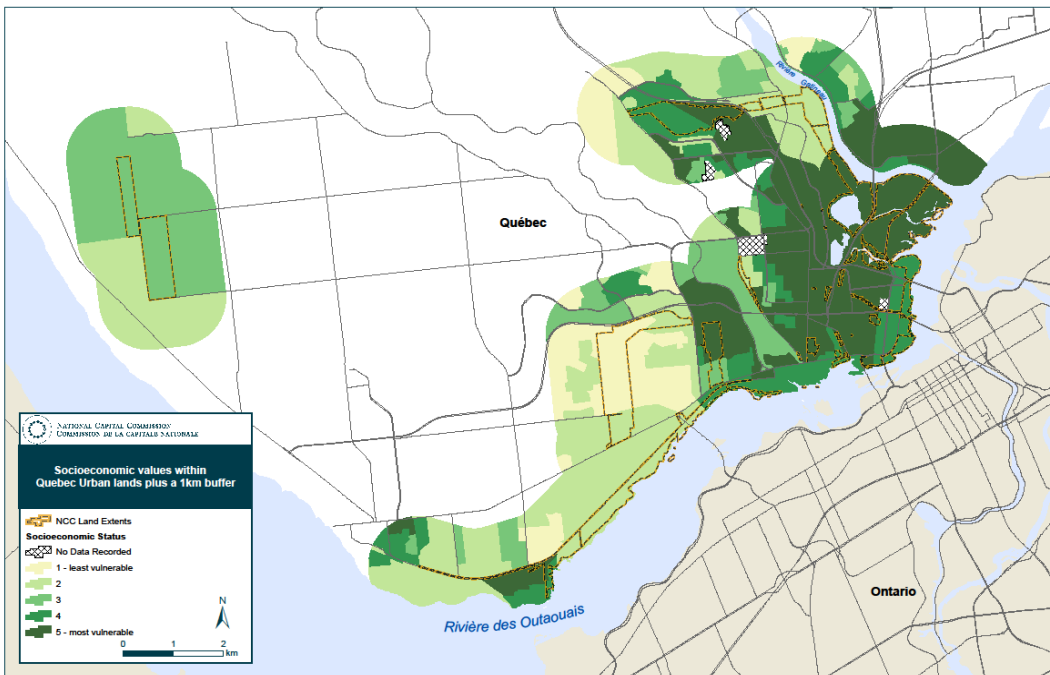 Rivière Gatineau
Québec
NATIONAL CAPITAL COMMISSION
COMMISSION DE LA CAPITALE NATIONALE
Socioeconomic values within
Quebec Urban lands plus a 1km buffer
NCC Land Extents
Socioeconomic Status
No Data Recorded
1 - least vulnerable
2
3
4
5 - most vulnerable
N
0 1 2
km
Ontario
Rivière des Outaouais